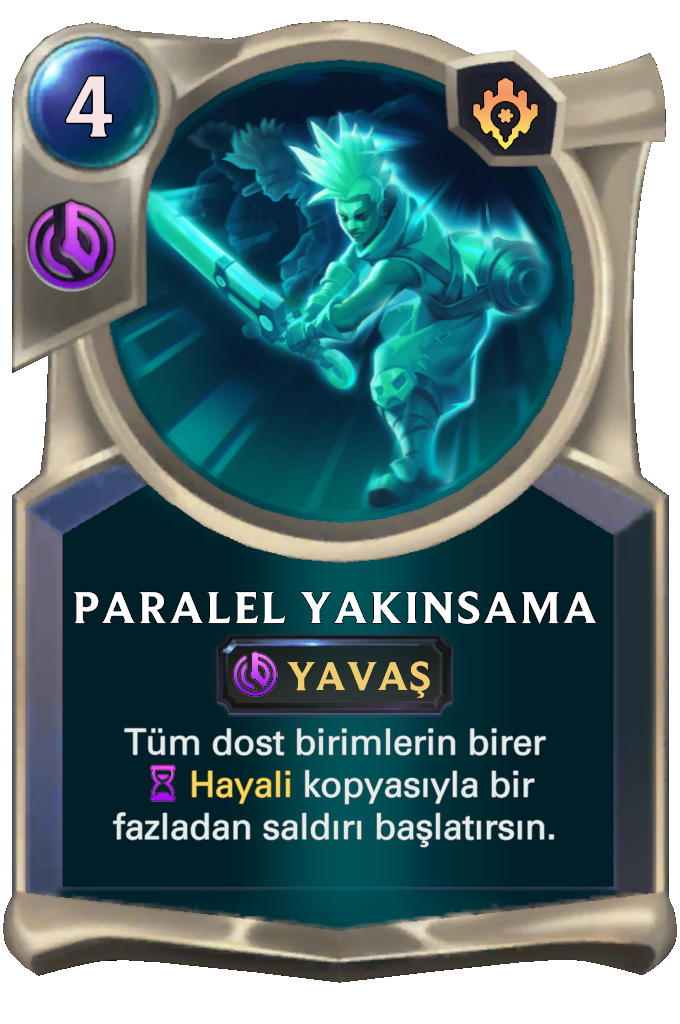 4
PARALEL YAKINSAMA
YAVAŞ
Tüm dost birimlerin birer
Hayali kopyasıyla bir
fazladan saldırı başlatırsın.